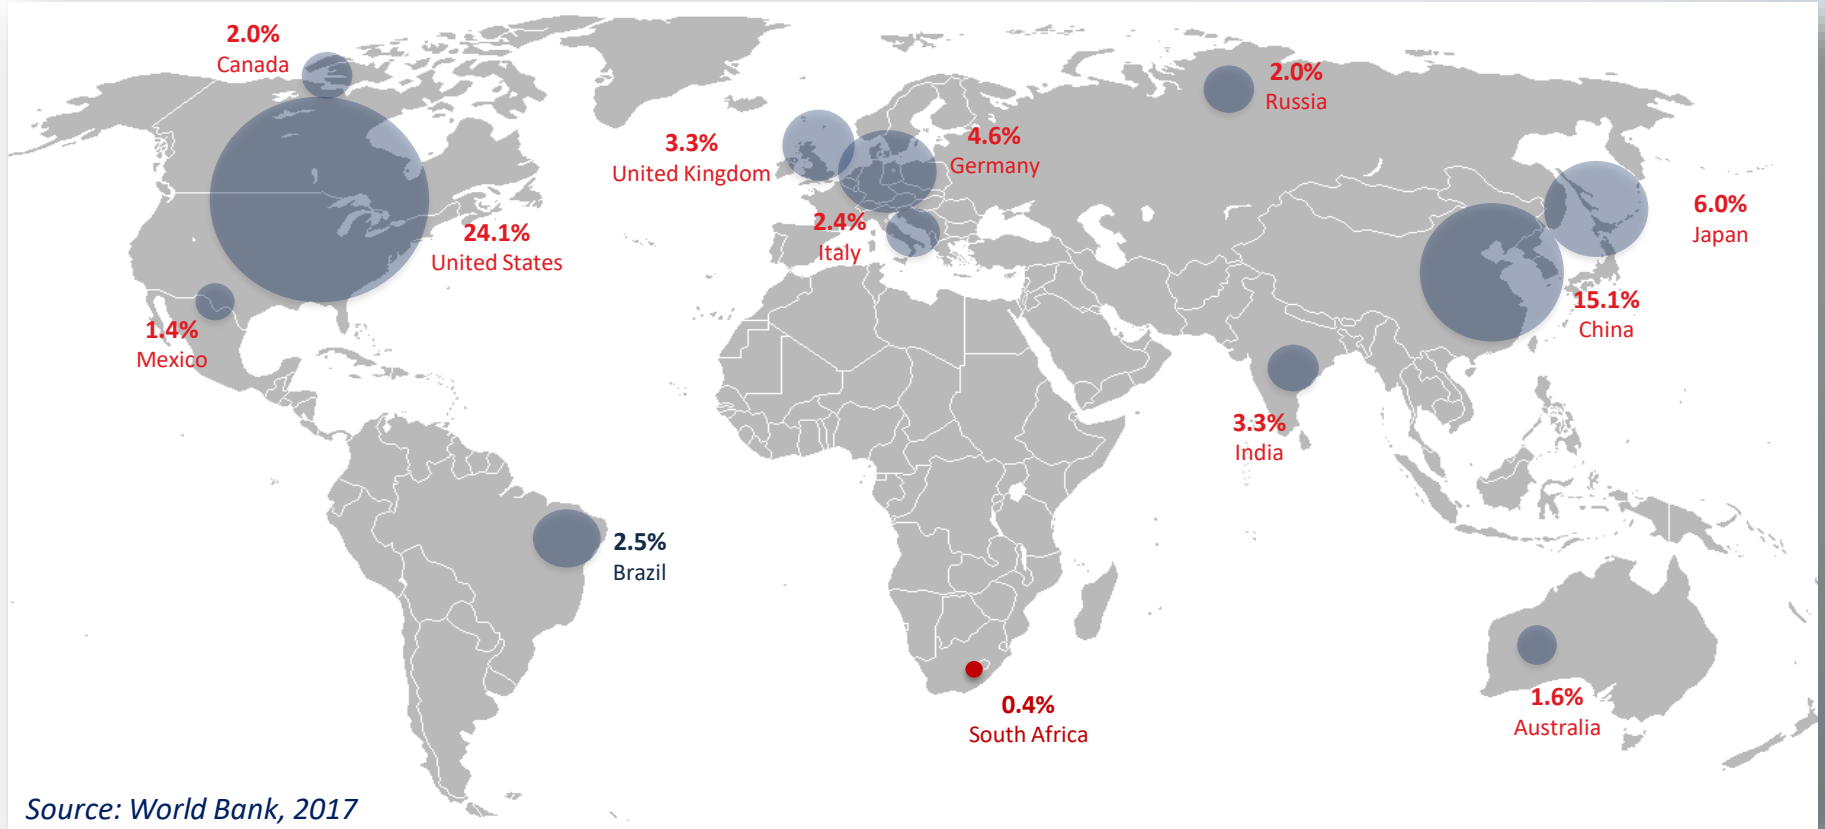 2.0%
Canada
24.1%
United States
1.4%
Mexico
2.5%
Brazil
3.3%
United Kingdom
4.6%
Germany
2.4%
Italy
2.0%
Russia
6.0%
Japan
15.1%
China
3.3%
India
0.4%
South Africa
1.6%
Australia
Source: World Bank, 2017